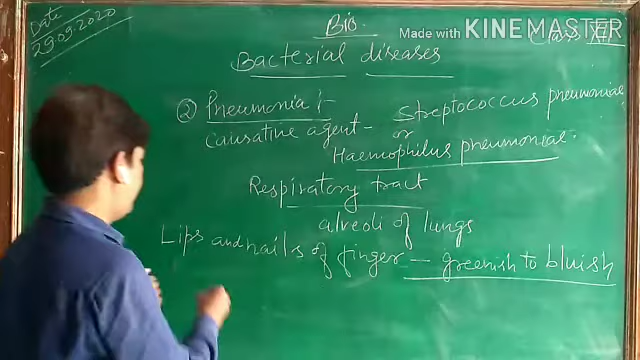 Date
29.09.2020
Bio.
Made with KINEMASTER
Class XII
Bacterial diseases
② Pneumonia :-
Causative agent - Streptococcus pneumoniae
or
Haemophilus pneumoniae.
Respiratory tract
alveoli of lungs
Lips and nails of finger - greenish to bluish